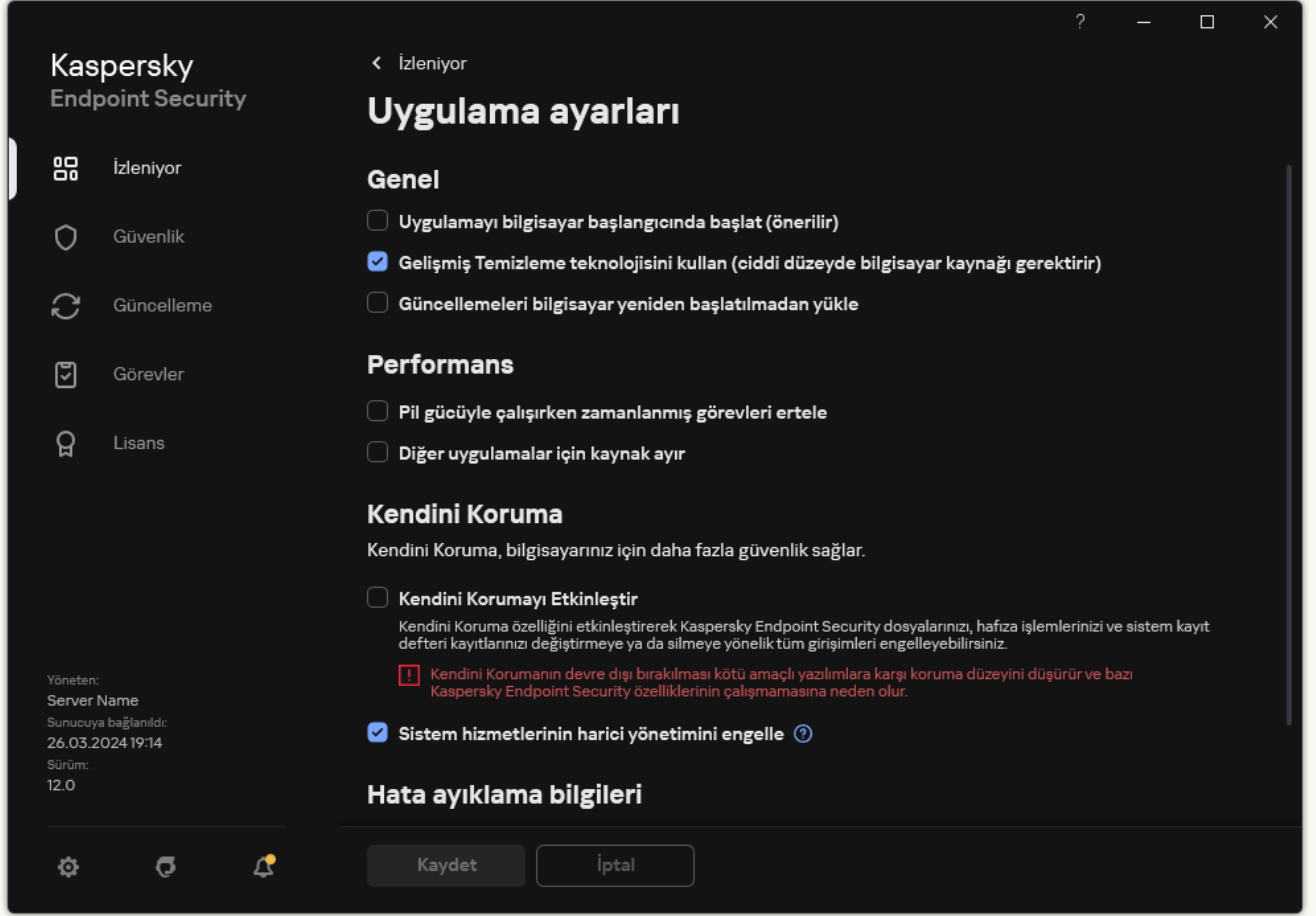 ?
Kaspersky
Endpoint Security
İzleniyor
Güvenlik
Güncelleme
Görevler
Lisans
Yöneten:
Server Name
Sunucuya bağlanıldı:
26.03.2024 19:14
Sürüm:
12.0
İzleniyor
Uygulama ayarları
Genel
Uygulamayı bilgisayar başlangıcında başlat (önerilir)
Gelişmiş Temizleme teknolojisini kullan (ciddi düzeyde bilgisayar kaynağı gerektirir)
Güncellemeleri bilgisayar yeniden başlatılmadan yükle
Performans
Pil gücüyle çalışırken zamanlanmış görevleri ertele
Diğer uygulamalar için kaynak ayır
Kendini Koruma
Kendini Koruma, bilgisayarınız için daha fazla güvenlik sağlar.
Kendini Korumayı Etkinleştir
Kendini Koruma özelliğini etkinleştirerek Kaspersky Endpoint Security dosyalarınızı, hafıza işlemlerinizi ve sistem kayıt
defteri kayıtlarınızı değiştirmeye ya da silmeye yönelik tüm girişimleri engelleyebilirsiniz.
! Kendini Korumanın devre dışı bırakılması kötü amaçlı yazılımlara karşı koruma düzeyini düşürür ve bazı
Kaspersky Endpoint Security özelliklerinin çalışmamasına neden olur.
Sistem hizmetlerinin harici yönetimini engelle ?
Hata ayıklama bilgileri
Kaydet
İptal